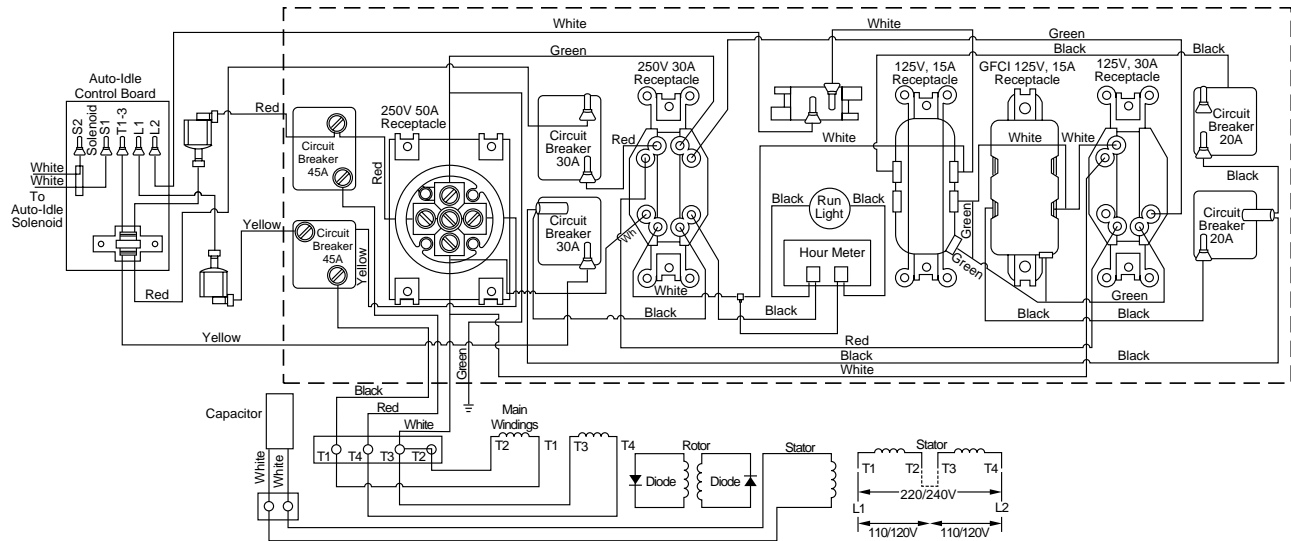 White
White
Green
Black
Green
Black
Auto-Idle
Control Board
S2
Solenoid
S1
T1-3
L1
L2
White
White
To
Auto-Idle
Solenoid
Red
Yellow
Red
Yellow
Circuit
Breaker
45A
Circuit
Breaker
45A
Red
Yellow
250V 50A
Receptacle
Circuit
Breaker
30A
Circuit
Breaker
30A
250V 30A
Receptacle
Red
Wh
White
Black
White
Black
Run
Light
Black
Hour Meter
125V, 15A
Receptacle
GFCI 125V, 15A
Receptacle
125V, 30A
Receptacle
White
White
Green
Green
Green
Black
Black
Circuit
Breaker
20A
Black
Circuit
Breaker
20A
Red
Black
Black
White
Green
Black
Red
White
Capacitor
White
White
T1
T4
T3
T2
Main
Windings
T2
T1
T3
T4
Rotor
Diode
Diode
Stator
Stator
T1
T2
T3
T4
220/240V
L1
L2
110/120V
110/120V